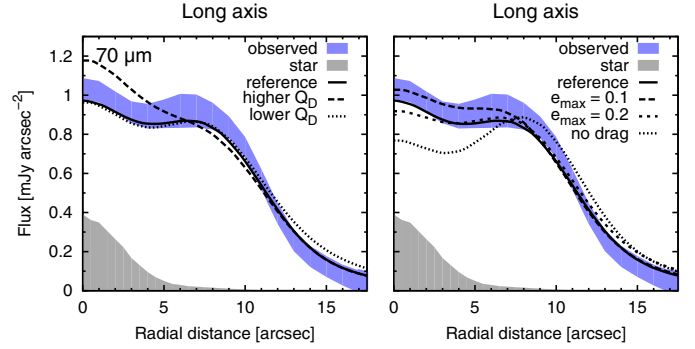 Long axis
Long axis
Flux [mJy arcsec⁻²]
1.2
1
0.8
0.6
0.4
0.2
0
70 µm
observed
star
reference
higher Q_D
lower Q_D
0
5
10
15
Radial distance [arcsec]
observed
star
reference
e_max = 0.1
e_max = 0.2
no drag
0
5
10
15
Radial distance [arcsec]